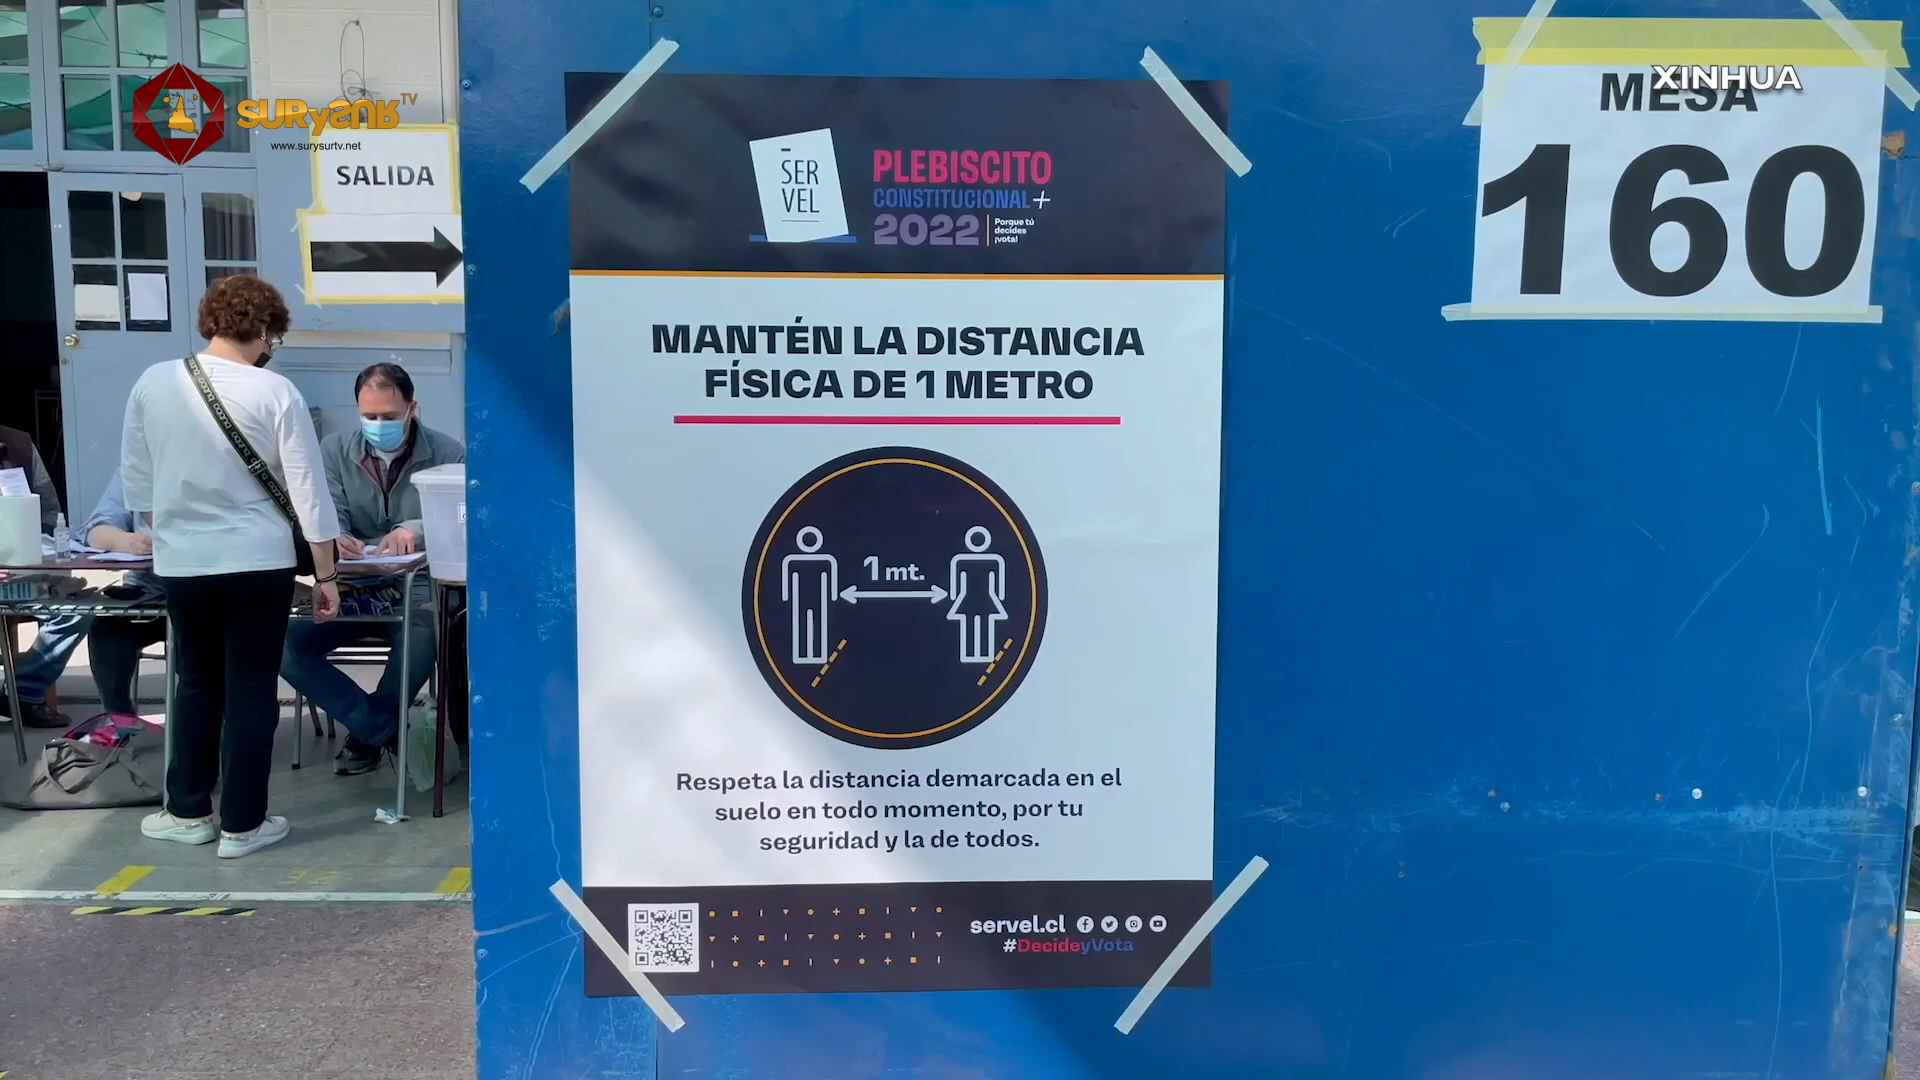 SURySUR TV
www.surysurtv.net
SALIDA
XINHUA
MESA
160
SER
VEL
PLEBISCITO
CONSTITUCIONAL+
2022
Porque tú
decides
¡vota!
MANTÉN LA DISTANCIA
FÍSICA DE 1 METRO
1 mt.
Respeta la distancia demarcada en el
suelo en todo momento, por tu
seguridad y la de todos.
servel.cl
#DecideyVota